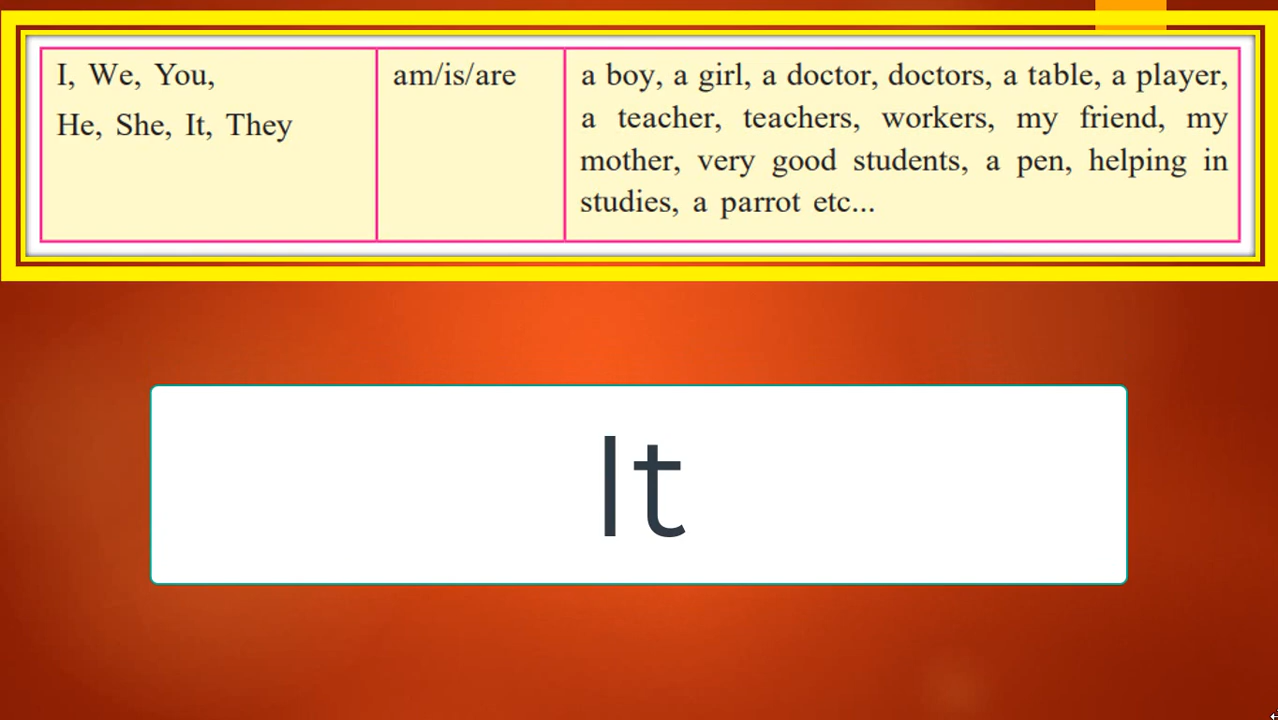 I, We, You,
He, She, It, They
am/is/are
a boy, a girl, a doctor, doctors, a table, a player,
a teacher, teachers, workers, my friend, my
mother, very good students, a pen, helping in
studies, a parrot etc...
It